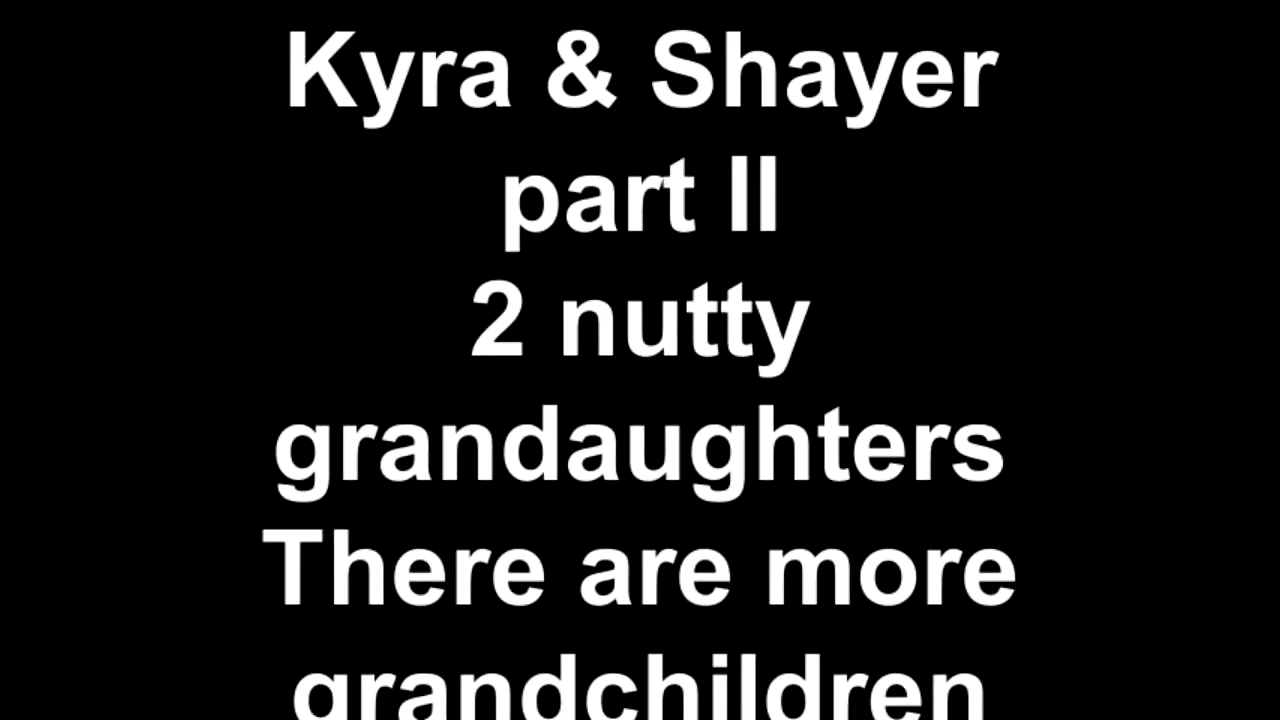 Kyra & Shayer
part II
2 nutty
grandaughters
There are more
grandchildren